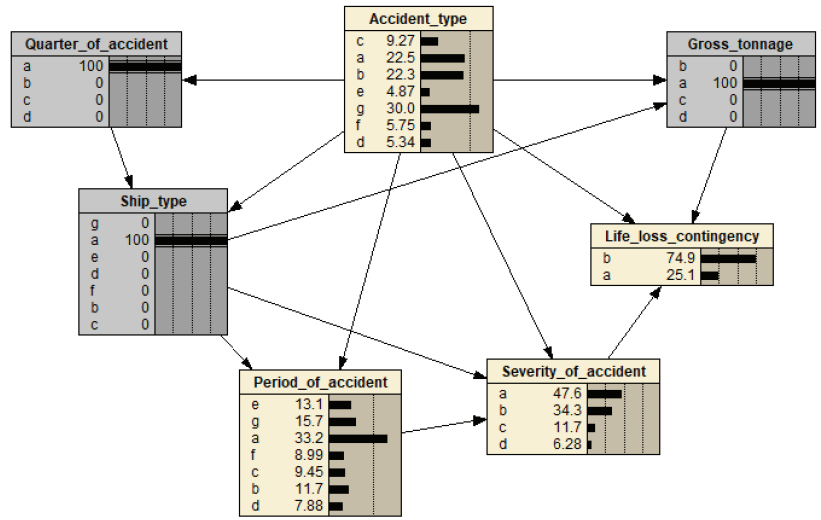 Accident_type
c 9.27
a 22.5
b 22.3
e 4.87
g 30.0
f 5.75
d 5.34
Quarter_of_accident
a 100
b 0
c 0
d 0
Gross_tonnage
b 0
a 100
c 0
d 0
Ship_type
g 0
a 100
e 0
d 0
f 0
b 0
c 0
Life_loss_contingency
b 74.9
a 25.1
Period_of_accident
e 13.1
g 15.7
a 33.2
f 8.99
c 9.45
b 11.7
d 7.88
Severity_of_accident
a 47.6
b 34.3
c 11.7
d 6.28